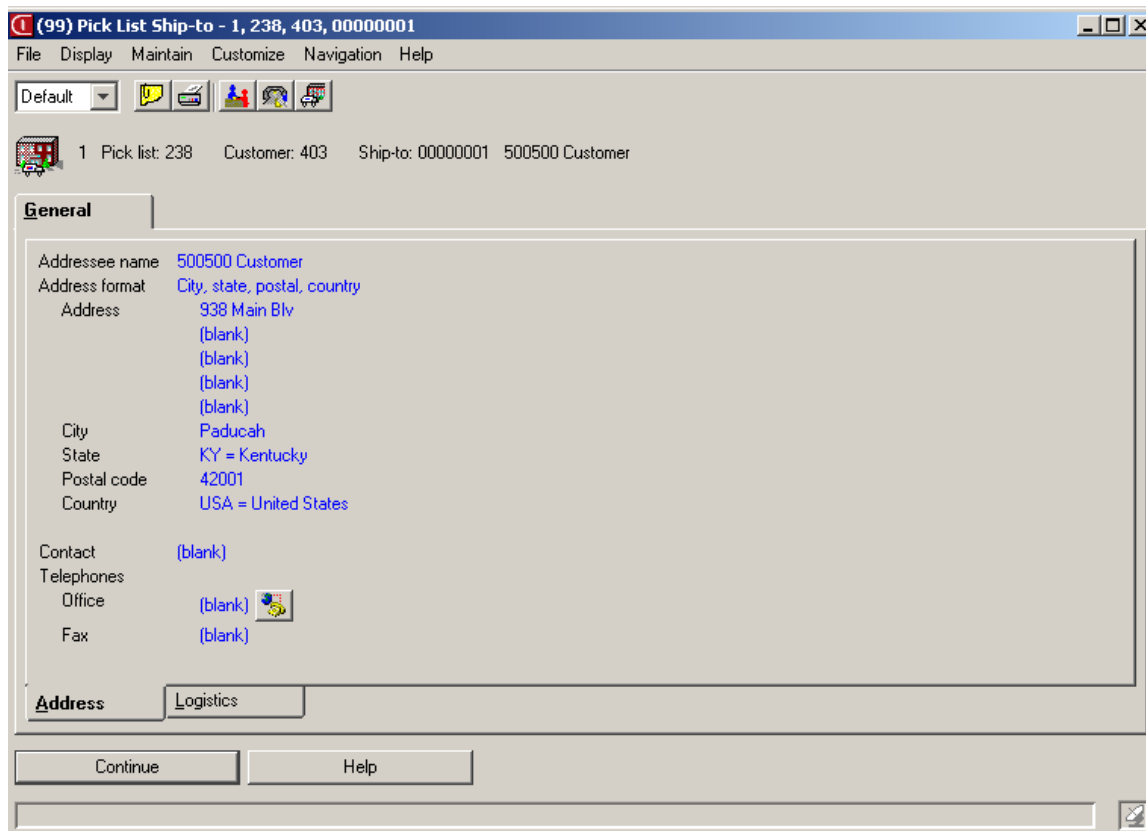 (99) Pick List Ship-to - 1, 238, 403, 00000001
File Display Maintain Customize Navigation Help
Default
1 Pick list: 238 Customer: 403 Ship-to: 00000001 500500 Customer
General
Addressee name 500500 Customer
Address format City, state, postal, country
Address 938 Main Blv
(blank)
(blank)
(blank)
(blank)
City Paducah
State KY = Kentucky
Postal code 42001
Country USA = United States
Contact (blank)
Telephones
Office (blank)
Fax (blank)
Address Logistics
Continue Help